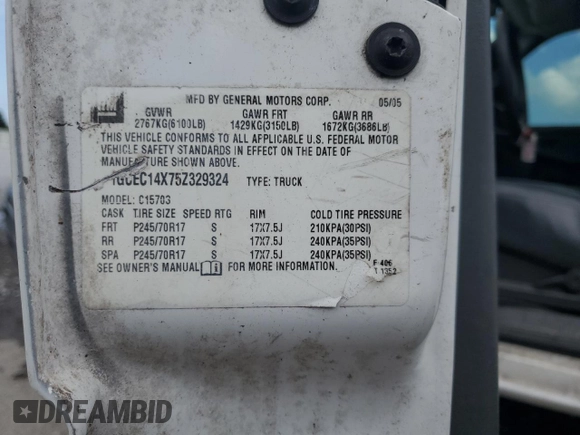 MFD BY GENERAL MOTORS CORP. 05/05
GVWR GAWR FRT GAWR RR
2767KG(6100LB) 1429KG(3150LB) 1672KG(3686LB)
THIS VEHICLE CONFORMS TO ALL APPLICABLE U.S. FEDERAL MOTOR
VEHICLE SAFETY STANDARDS IN EFFECT ON THE DATE OF
MANUFACTURE SHOWN ABOVE.
1GCEC14X75Z329324 TYPE: TRUCK
MODEL: C15703
CASK TIRE SIZE SPEED RTG RIM COLD TIRE PRESSURE
FRT P245/70R17 S 17X7.5J 210KPA(30PSI)
RR P245/70R17 S 17X7.5J 240KPA(35PSI)
SPA P245/70R17 S 17X7.5J 240KPA(35PSI)
SEE OWNER'S MANUAL FOR MORE INFORMATION.
DREAMBID